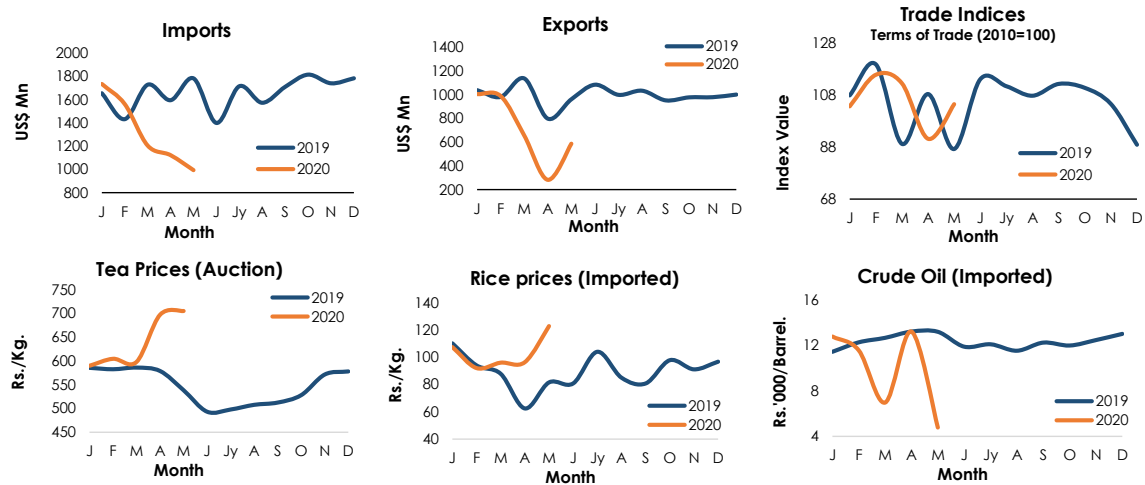 Imports
US$ Mn
2000
1800
1600
1400
1200
1000
800
2019
2020
J F M A M J Jy A S O N D
Month
Exports
US$ Mn
1400
1200
1000
800
600
400
200
2019
2020
J F M A M J Jy A S O N D
Month
Trade Indices
Terms of Trade (2010=100)
Index Value
128
108
88
68
2019
2020
J F M A M J Jy A S O N D
Month
Tea Prices (Auction)
Rs./Kg.
750
700
650
600
550
500
450
2019
2020
J F M A M J Jy A S O N D
Month
Rice prices (Imported)
Rs./Kg.
140
120
100
80
60
40
2019
2020
J F M A M J Jy A S O N D
Month
Crude Oil (Imported)
Rs.'000/Barrel.
16
12
8
4
2019
2020
J F M A M J Jy A S O N D
Month